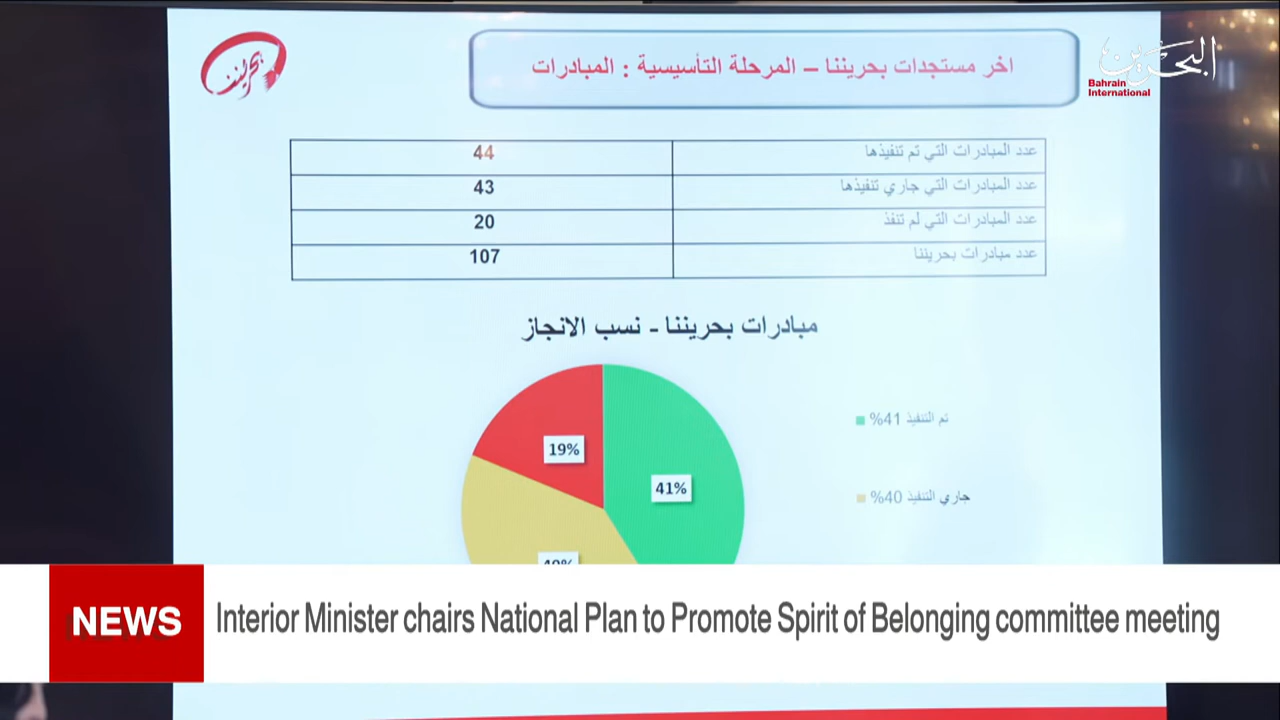 بحريننا
اخر مستجدات بحريننا – المرحلة التأسيسية : المبادرات
البحرين
Bahrain
International
عدد المبادرات التي تم تنفيذها 44
عدد المبادرات التي جاري تنفيذها 43
عدد المبادرات التي لم تنفذ 20
عدد مبادرات بحريننا 107
مبادرات بحريننا - نسب الانجاز
19%
41%
تم التنفيذ 41%
جاري التنفيذ 40%
40%
NEWS
Interior Minister chairs National Plan to Promote Spirit of Belonging committee meeting